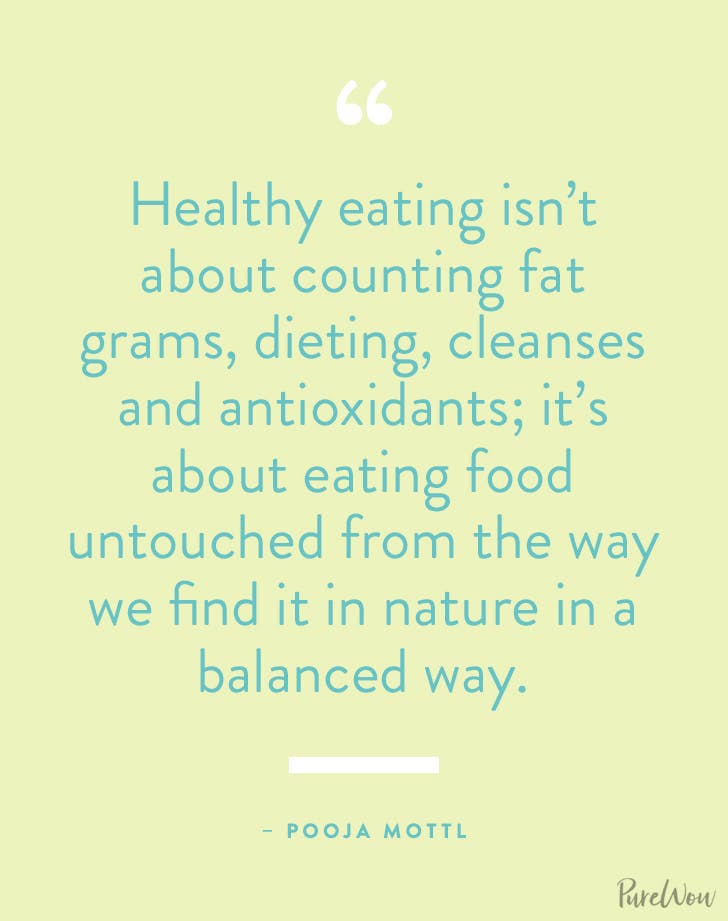 “
Healthy eating isn’t
about counting fat
grams, dieting, cleanses
and antioxidants; it’s
about eating food
untouched from the way
we find it in nature in a
balanced way.
– POOJA MOTTL
PureWow